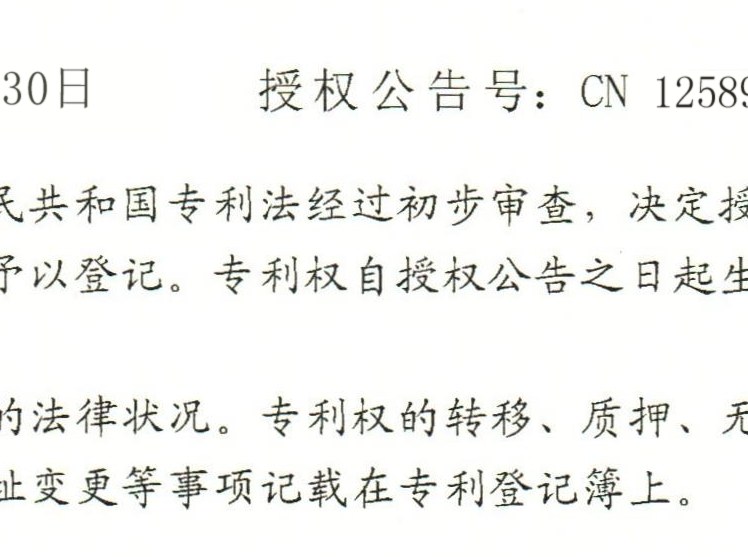 30日 授权公告号：CN 12589
民共和国专利法经过初步审查，决定授
予以登记。专利权自授权公告之日起生
的法律状况。专利权的转移、质押、无
址变更等事项记载在专利登记簿上。